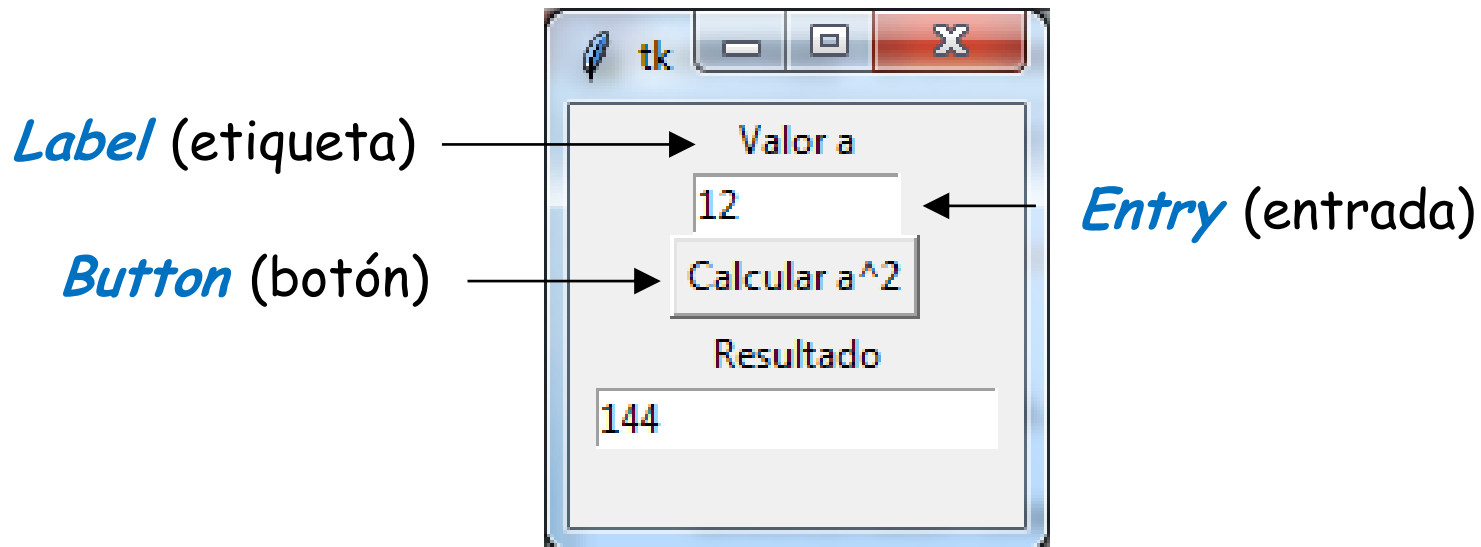 tk
Label (etiqueta)
Valor a
12
Entry (entrada)
Button (botón)
Calcular a^2
Resultado
144